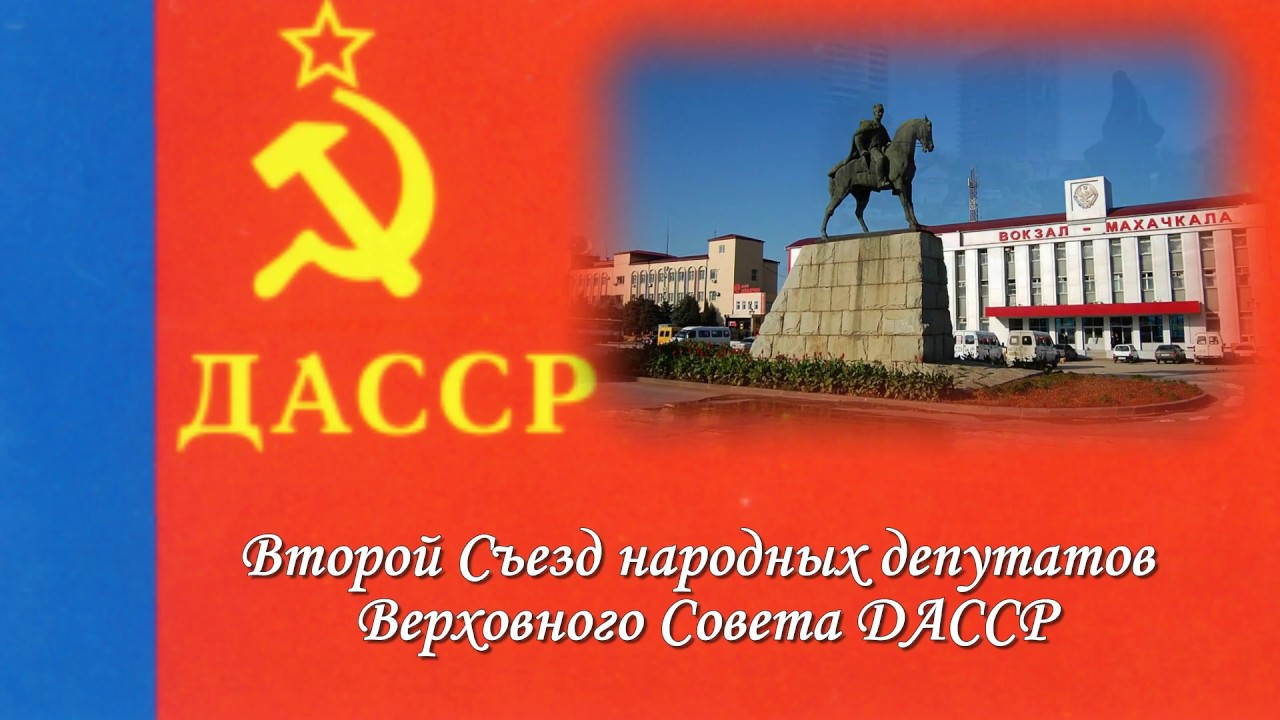 ДАССР
ВОКЗАЛ - МАХАЧКАЛА
Второй Съезд народных депутатов
Верховного Совета ДАССР